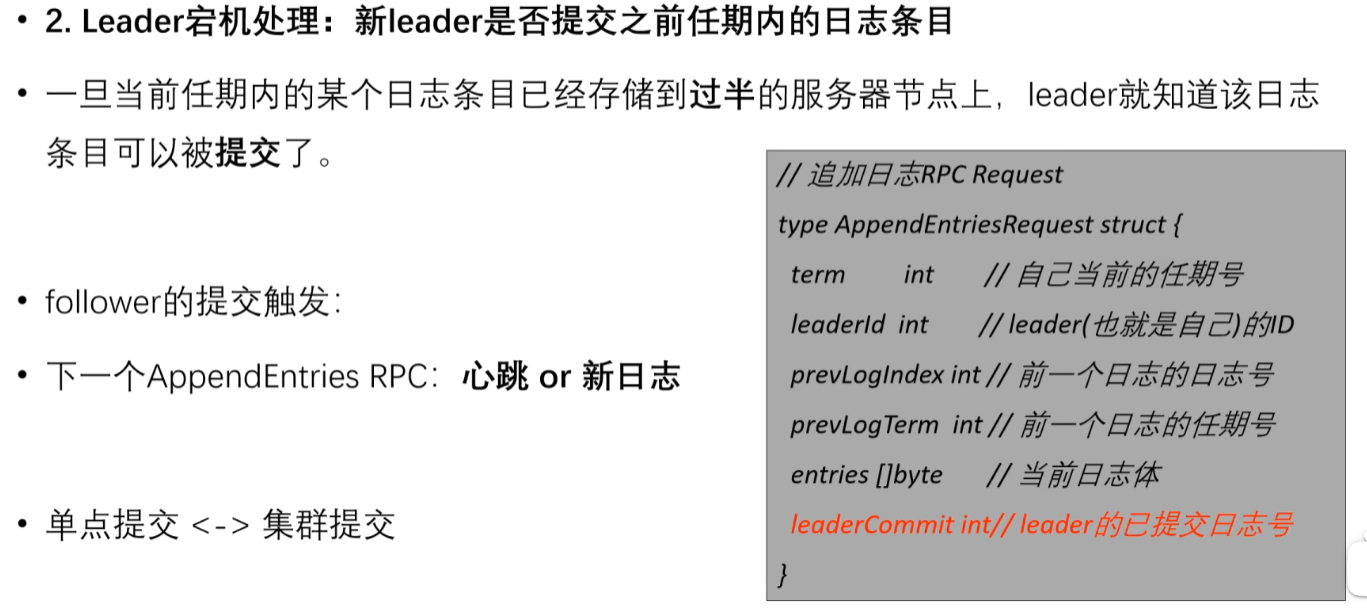 • 2. Leader宕机处理：新leader是否提交之前任期内的日志条目
• 一旦当前任期内的某个日志条目已经存储到过半的服务器节点上，leader就知道该日志
条目可以被提交了。
• follower的提交触发：
• 下一个AppendEntries RPC：心跳 or 新日志
• 单点提交 <-> 集群提交
// 追加日志RPC Request
type AppendEntriesRequest struct {
term int // 自己当前的任期号
leaderId int // leader(也就是自己)的ID
prevLogIndex int // 前一个日志的日志号
prevLogTerm int // 前一个日志的任期号
entries []byte // 当前日志体
leaderCommit int// leader的已提交日志号
}